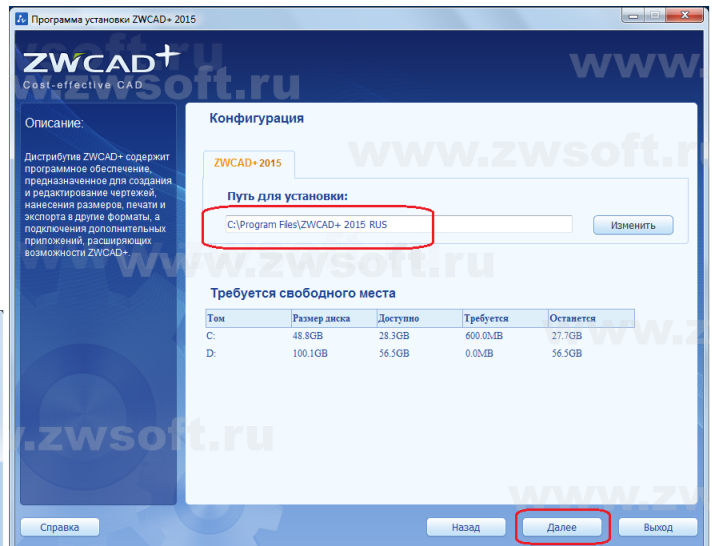 Программа установки ZWCAD+ 2015
ZWCAD+
Cost-effective CAD
www.zwsoft.ru
Описание:
Дистрибутив ZWCAD+ содержит
программное обеспечение,
предназначенное для создания
и редактирование чертежей,
нанесения размеров, печати и
экспорта в другие форматы, а
подключения дополнительных
приложений, расширяющих
возможности ZWCAD+.
Конфигурация
ZWCAD+2015
Путь для установки:
C:\Program Files\ZWCAD+ 2015 RUS
Изменить
Требуется свободного места
Том Размер диска Доступно Требуется Останется
C: 48.8GB 28.3GB 600.0MB 27.7GB
D: 100.1GB 56.5GB 0.0MB 56.5GB
Справка
Назад
Далее
Выход